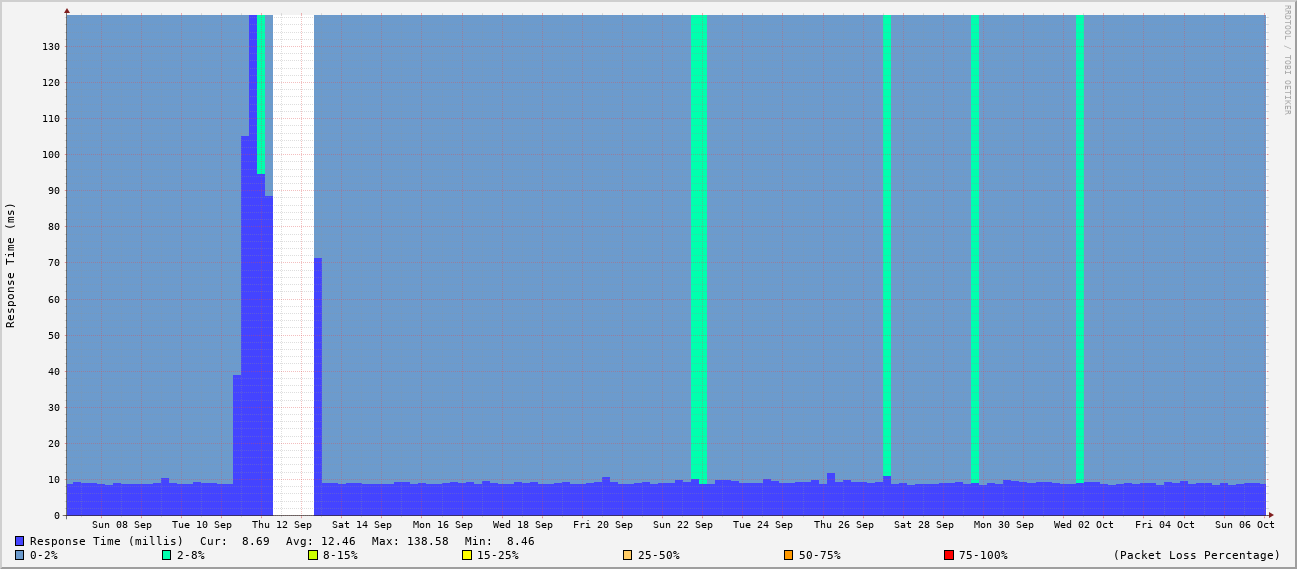 RRDTOOL / TOBI OETIKER
Response Time (ms)
130
120
110
100
90
80
70
60
50
40
30
20
10
0
Sun 08 Sep Tue 10 Sep Thu 12 Sep Sat 14 Sep Mon 16 Sep Wed 18 Sep Fri 20 Sep Sun 22 Sep Tue 24 Sep Thu 26 Sep Sat 28 Sep Mon 30 Sep Wed 02 Oct Fri 04 Oct Sun 06 Oct
Response Time (millis) Cur: 8.69 Avg: 12.46 Max: 138.58 Min: 8.46
0-2% 2-8% 8-15% 15-25% 25-50% 50-75% 75-100% (Packet Loss Percentage)